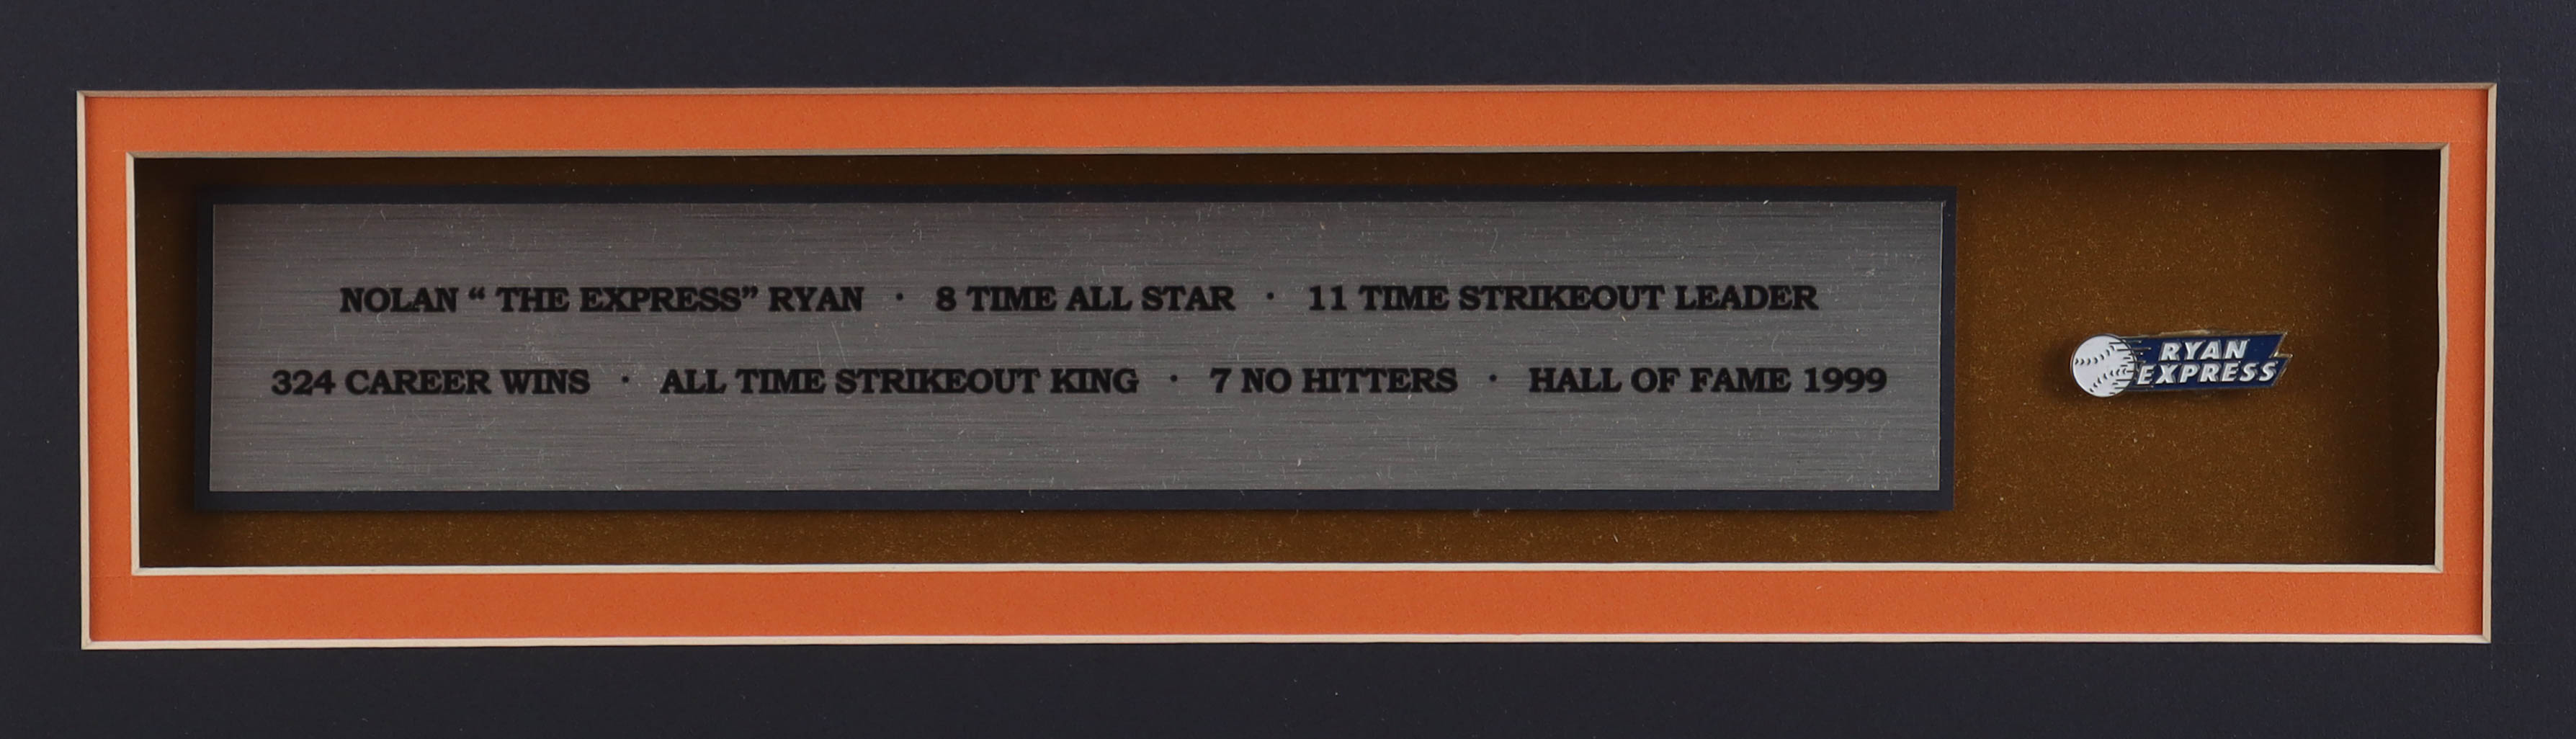 NOLAN “ THE EXPRESS” RYAN · 8 TIME ALL STAR · 11 TIME STRIKEOUT LEADER
324 CAREER WINS · ALL TIME STRIKEOUT KING · 7 NO HITTERS · HALL OF FAME 1999
RYAN
EXPRESS